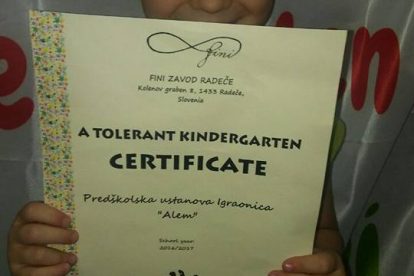 fini
FINI ZAVOD RADEČE
Kolenov graben 8, 1433 Radeče,
Slovenia
A TOLERANT KINDERGARTEN
CERTIFICATE
Predškolska ustanova Igraonica
"Alem"
School year:
2016/2017